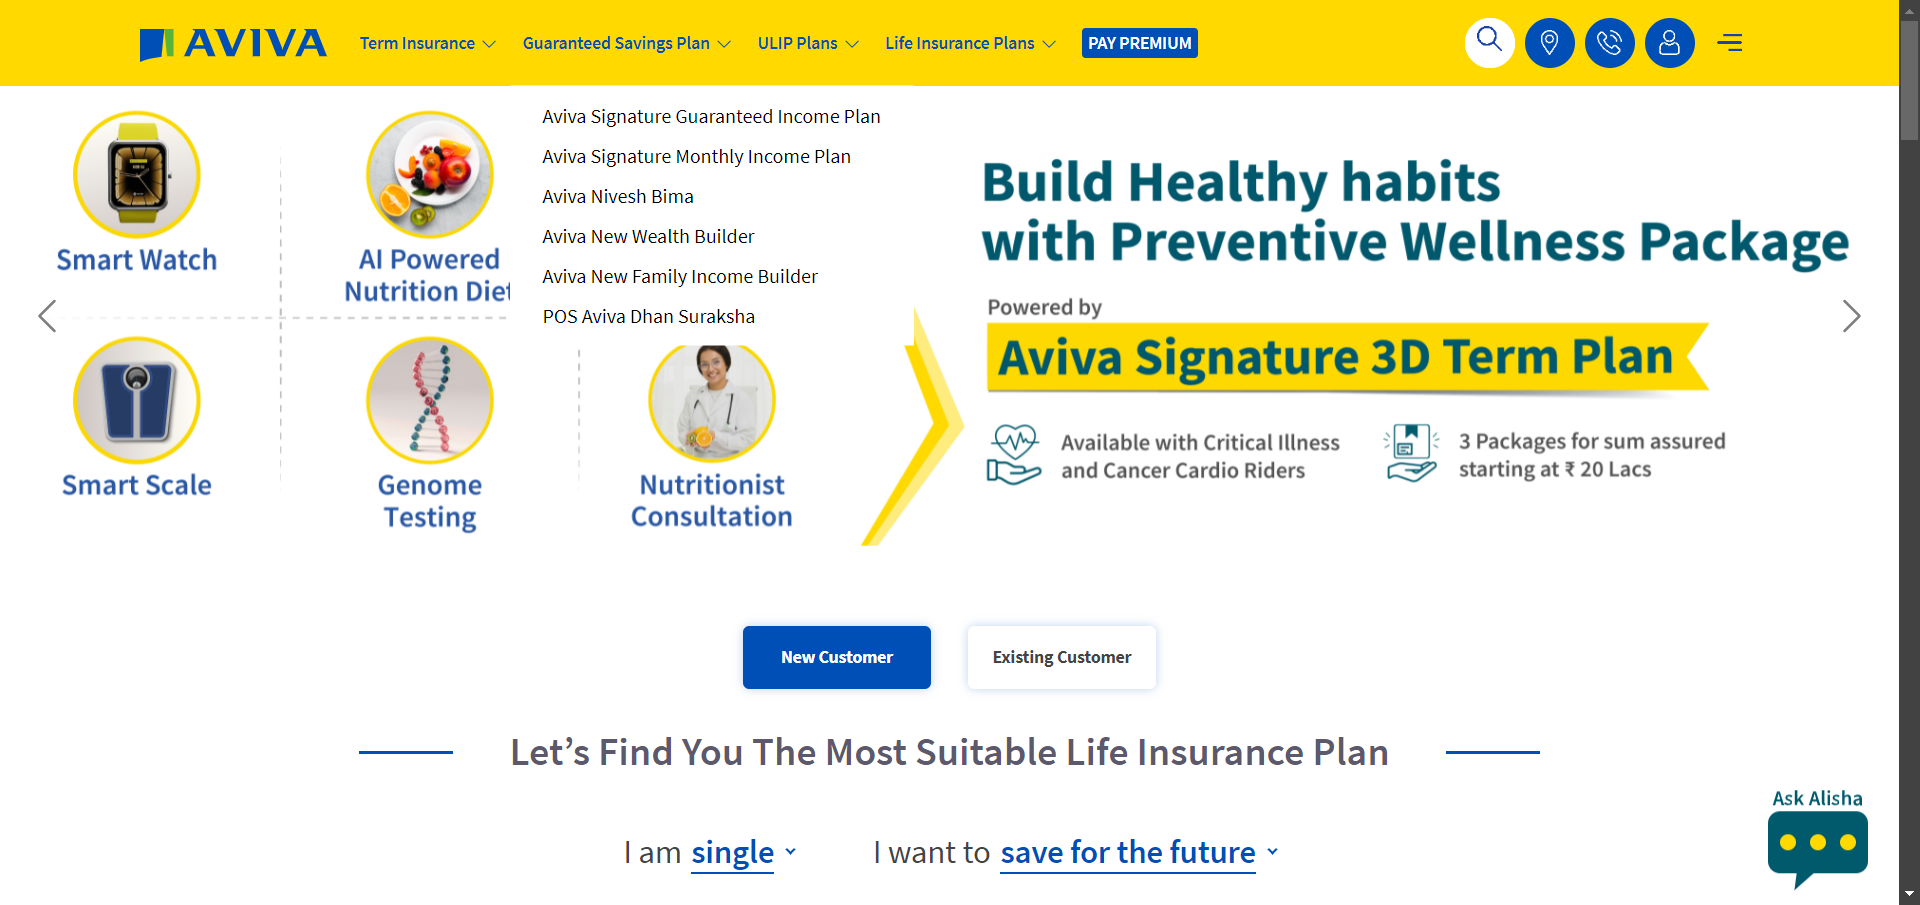 AVIVA
Term Insurance
Guaranteed Savings Plan
ULIP Plans
Life Insurance Plans
PAY PREMIUM
Aviva Signature Guaranteed Income Plan
Aviva Signature Monthly Income Plan
Aviva Nivesh Bima
Aviva New Wealth Builder
Aviva New Family Income Builder
POS Aviva Dhan Suraksha
Smart Watch
AI Powered
Nutrition Diet
Smart Scale
Genome
Testing
Nutritionist
Consultation
Build Healthy habits
with Preventive Wellness Package
Powered by
Aviva Signature 3D Term Plan
Available with Critical Illness
and Cancer Cardio Riders
3 Packages for sum assured
starting at ₹ 20 Lacs
New Customer
Existing Customer
Let’s Find You The Most Suitable Life Insurance Plan
I am single
I want to save for the future
Ask Alisha